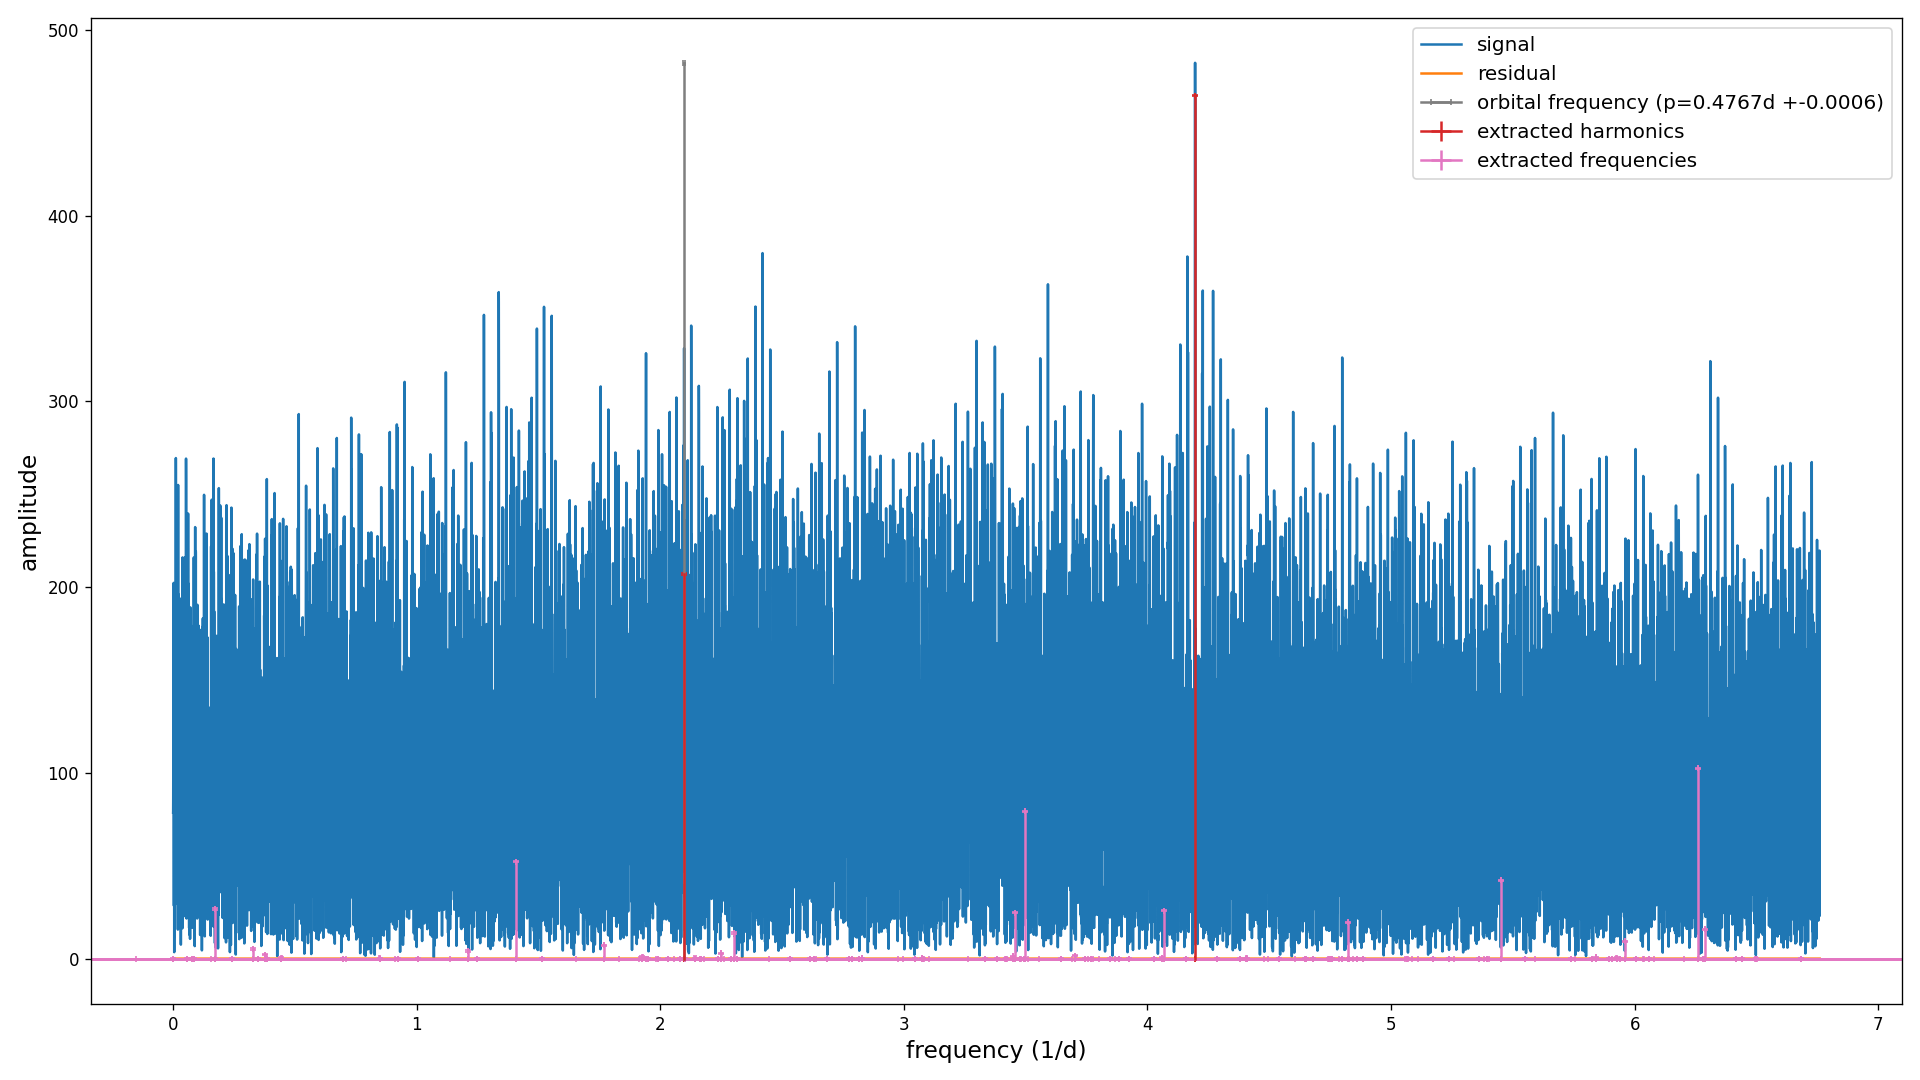 500
400
300
200
100
0
amplitude
0 1 2 3 4 5 6 7
frequency (1/d)
signal
residual
orbital frequency (p=0.4767d +-0.0006)
extracted harmonics
extracted frequencies